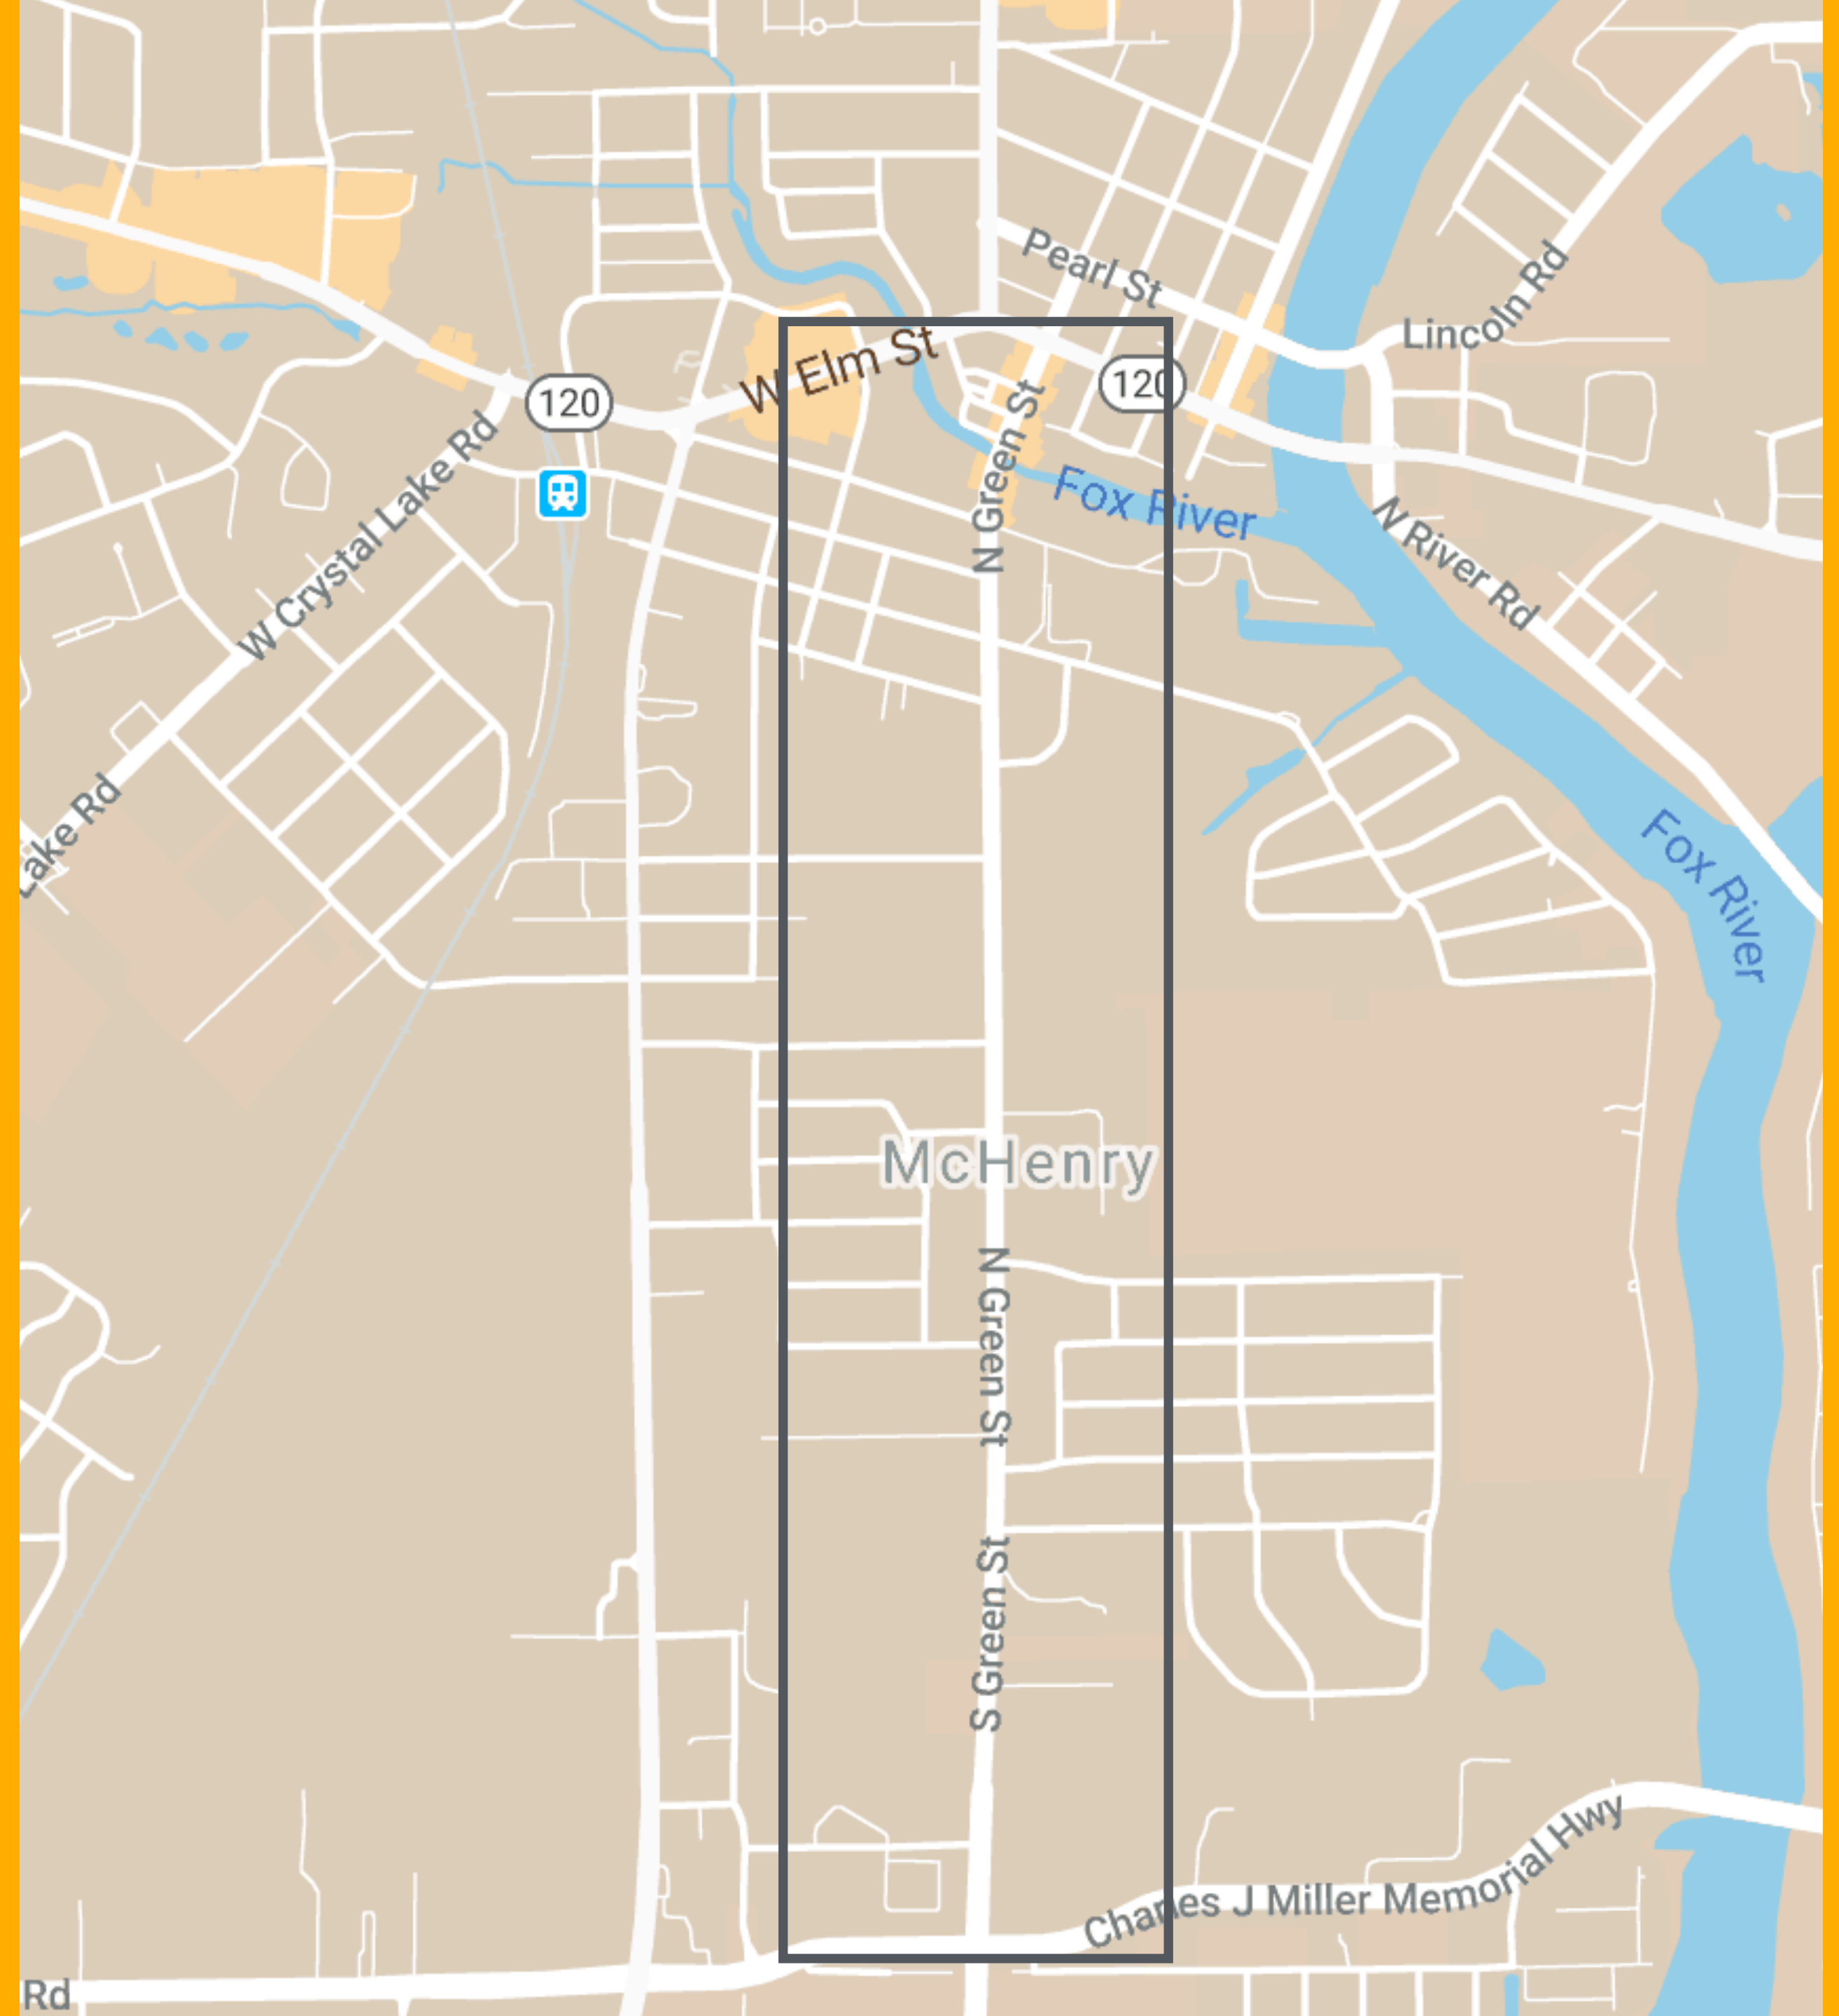 Pearl St
Lincoln Rd
W Elm St
120
120
N Green St
W Crystal Lake Rd
Fox River
N River Rd
Lake Rd
Fox River
McHenry
N Green St
S Green St
Charles J Miller Memorial Hwy
Rd